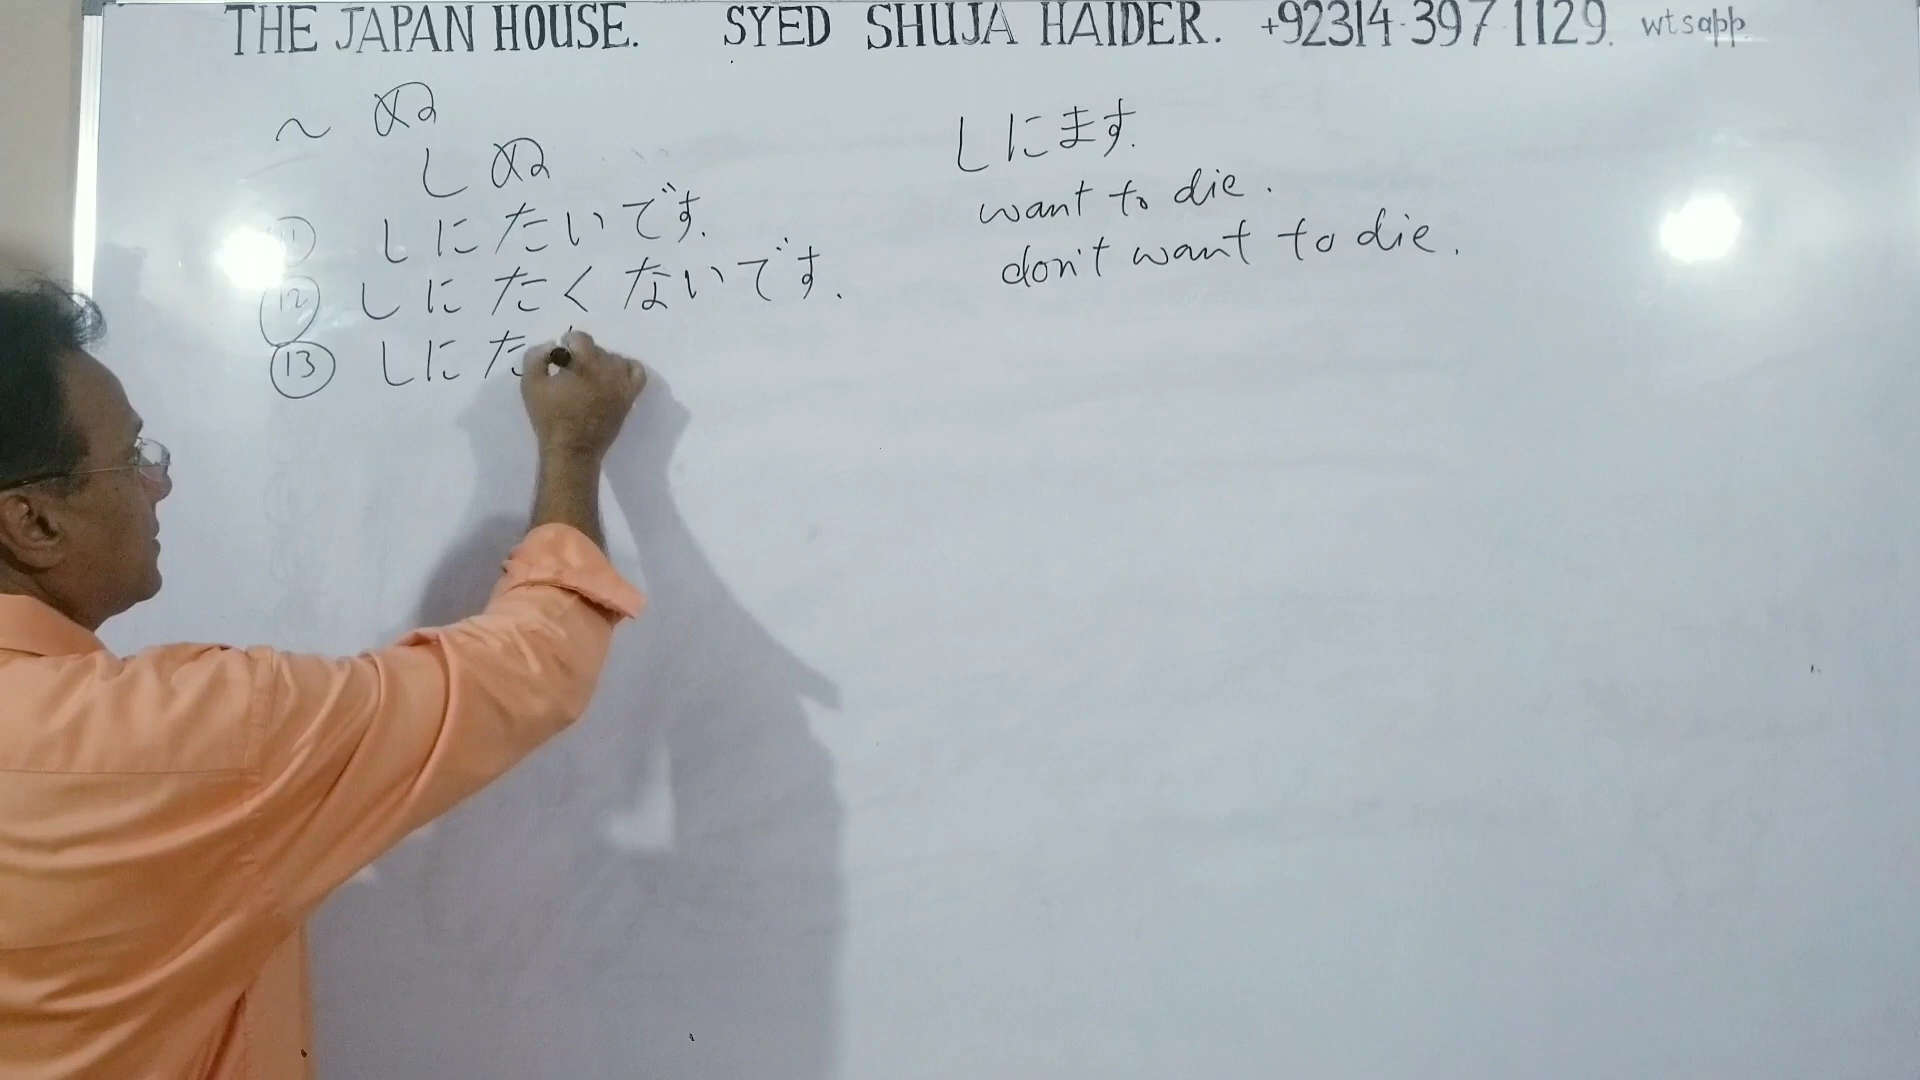 THE JAPAN HOUSE. SYED SHUJA HAIDER. +92314-397-1129. wtsapp
~ ぬ
しぬ
しにます.
11 しにたいです.
want to die.
12 しにたくないです.
don't want to die.
13 しにた